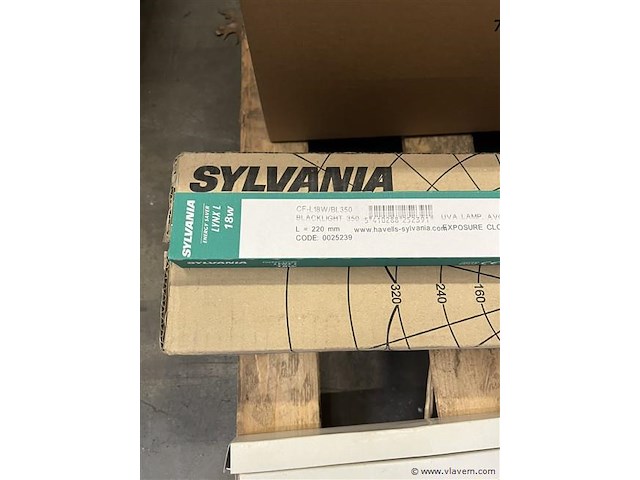 SYLVANIA
SYLVANIA
ENERGY SAVER
LYNX L
18w
CF-L18W/BL350
BLACKLIGHT 350
UVA LAMP
L = 220 mm
www.havells-sylvania.com
EXPOSURE
CODE: 0025239
320
240
160
© www.vlavem.com